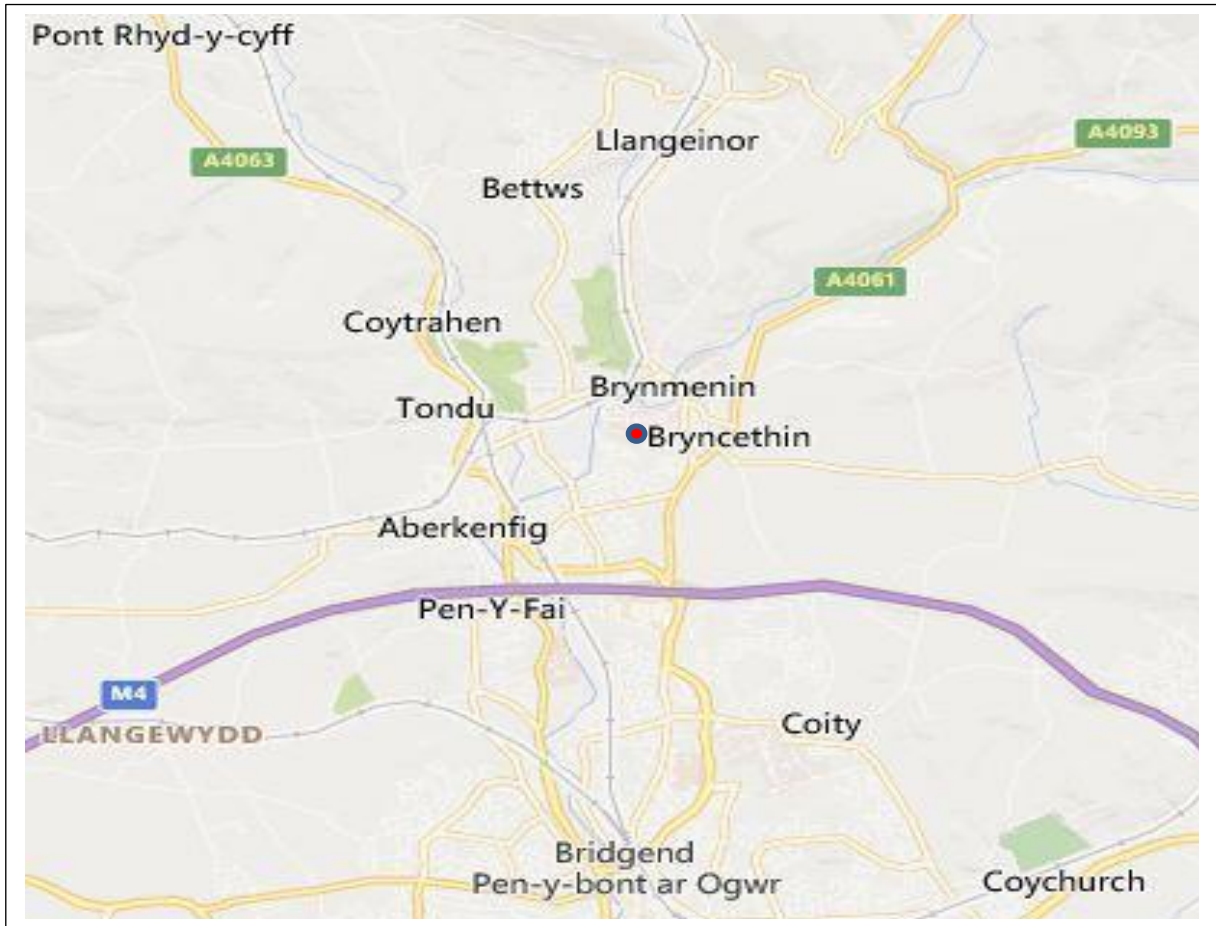 Pont Rhyd-y-cyff
A4093
Llangeinor
A4063
Bettws
A4061
Coytrahen
Brynmenin
Tondu
Bryncethin
Aberkenfig
Pen-Y-Fai
M4
Coity
LLANGEWYDD
Bridgend
Pen-y-bont ar Ogwr
Coychurch